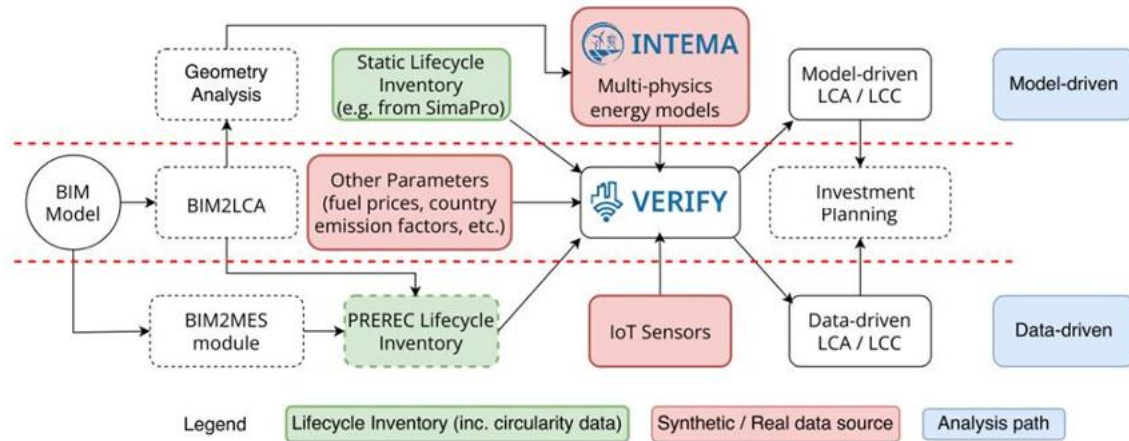 Geometry
Analysis
Static Lifecycle
Inventory
(e.g. from SimaPro)
INTEMA
Multi-physics
energy models
Model-driven
LCA / LCC
Model-driven
BIM
Model
BIM2LCA
Other Parameters
(fuel prices, country
emission factors, etc.)
VERIFY
Investment
Planning
BIM2MES
module
PREREC Lifecycle
Inventory
IoT Sensors
Data-driven
LCA / LCC
Data-driven
Legend
Lifecycle Inventory (inc. circularity data)
Synthetic / Real data source
Analysis path